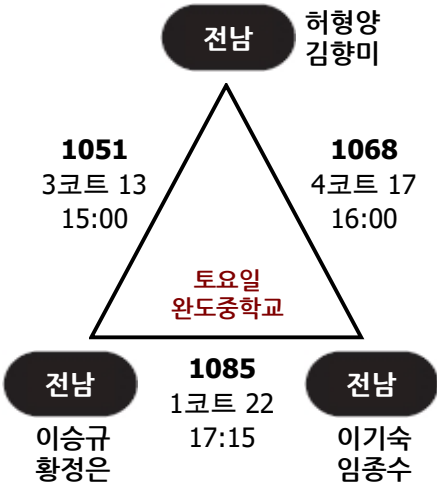 전남
허형양
김향미
1051
3코트 13
15:00
1068
4코트 17
16:00
토요일
완도중학교
전남
이승규
황정은
1085
1코트 22
17:15
전남
이기숙
임종수